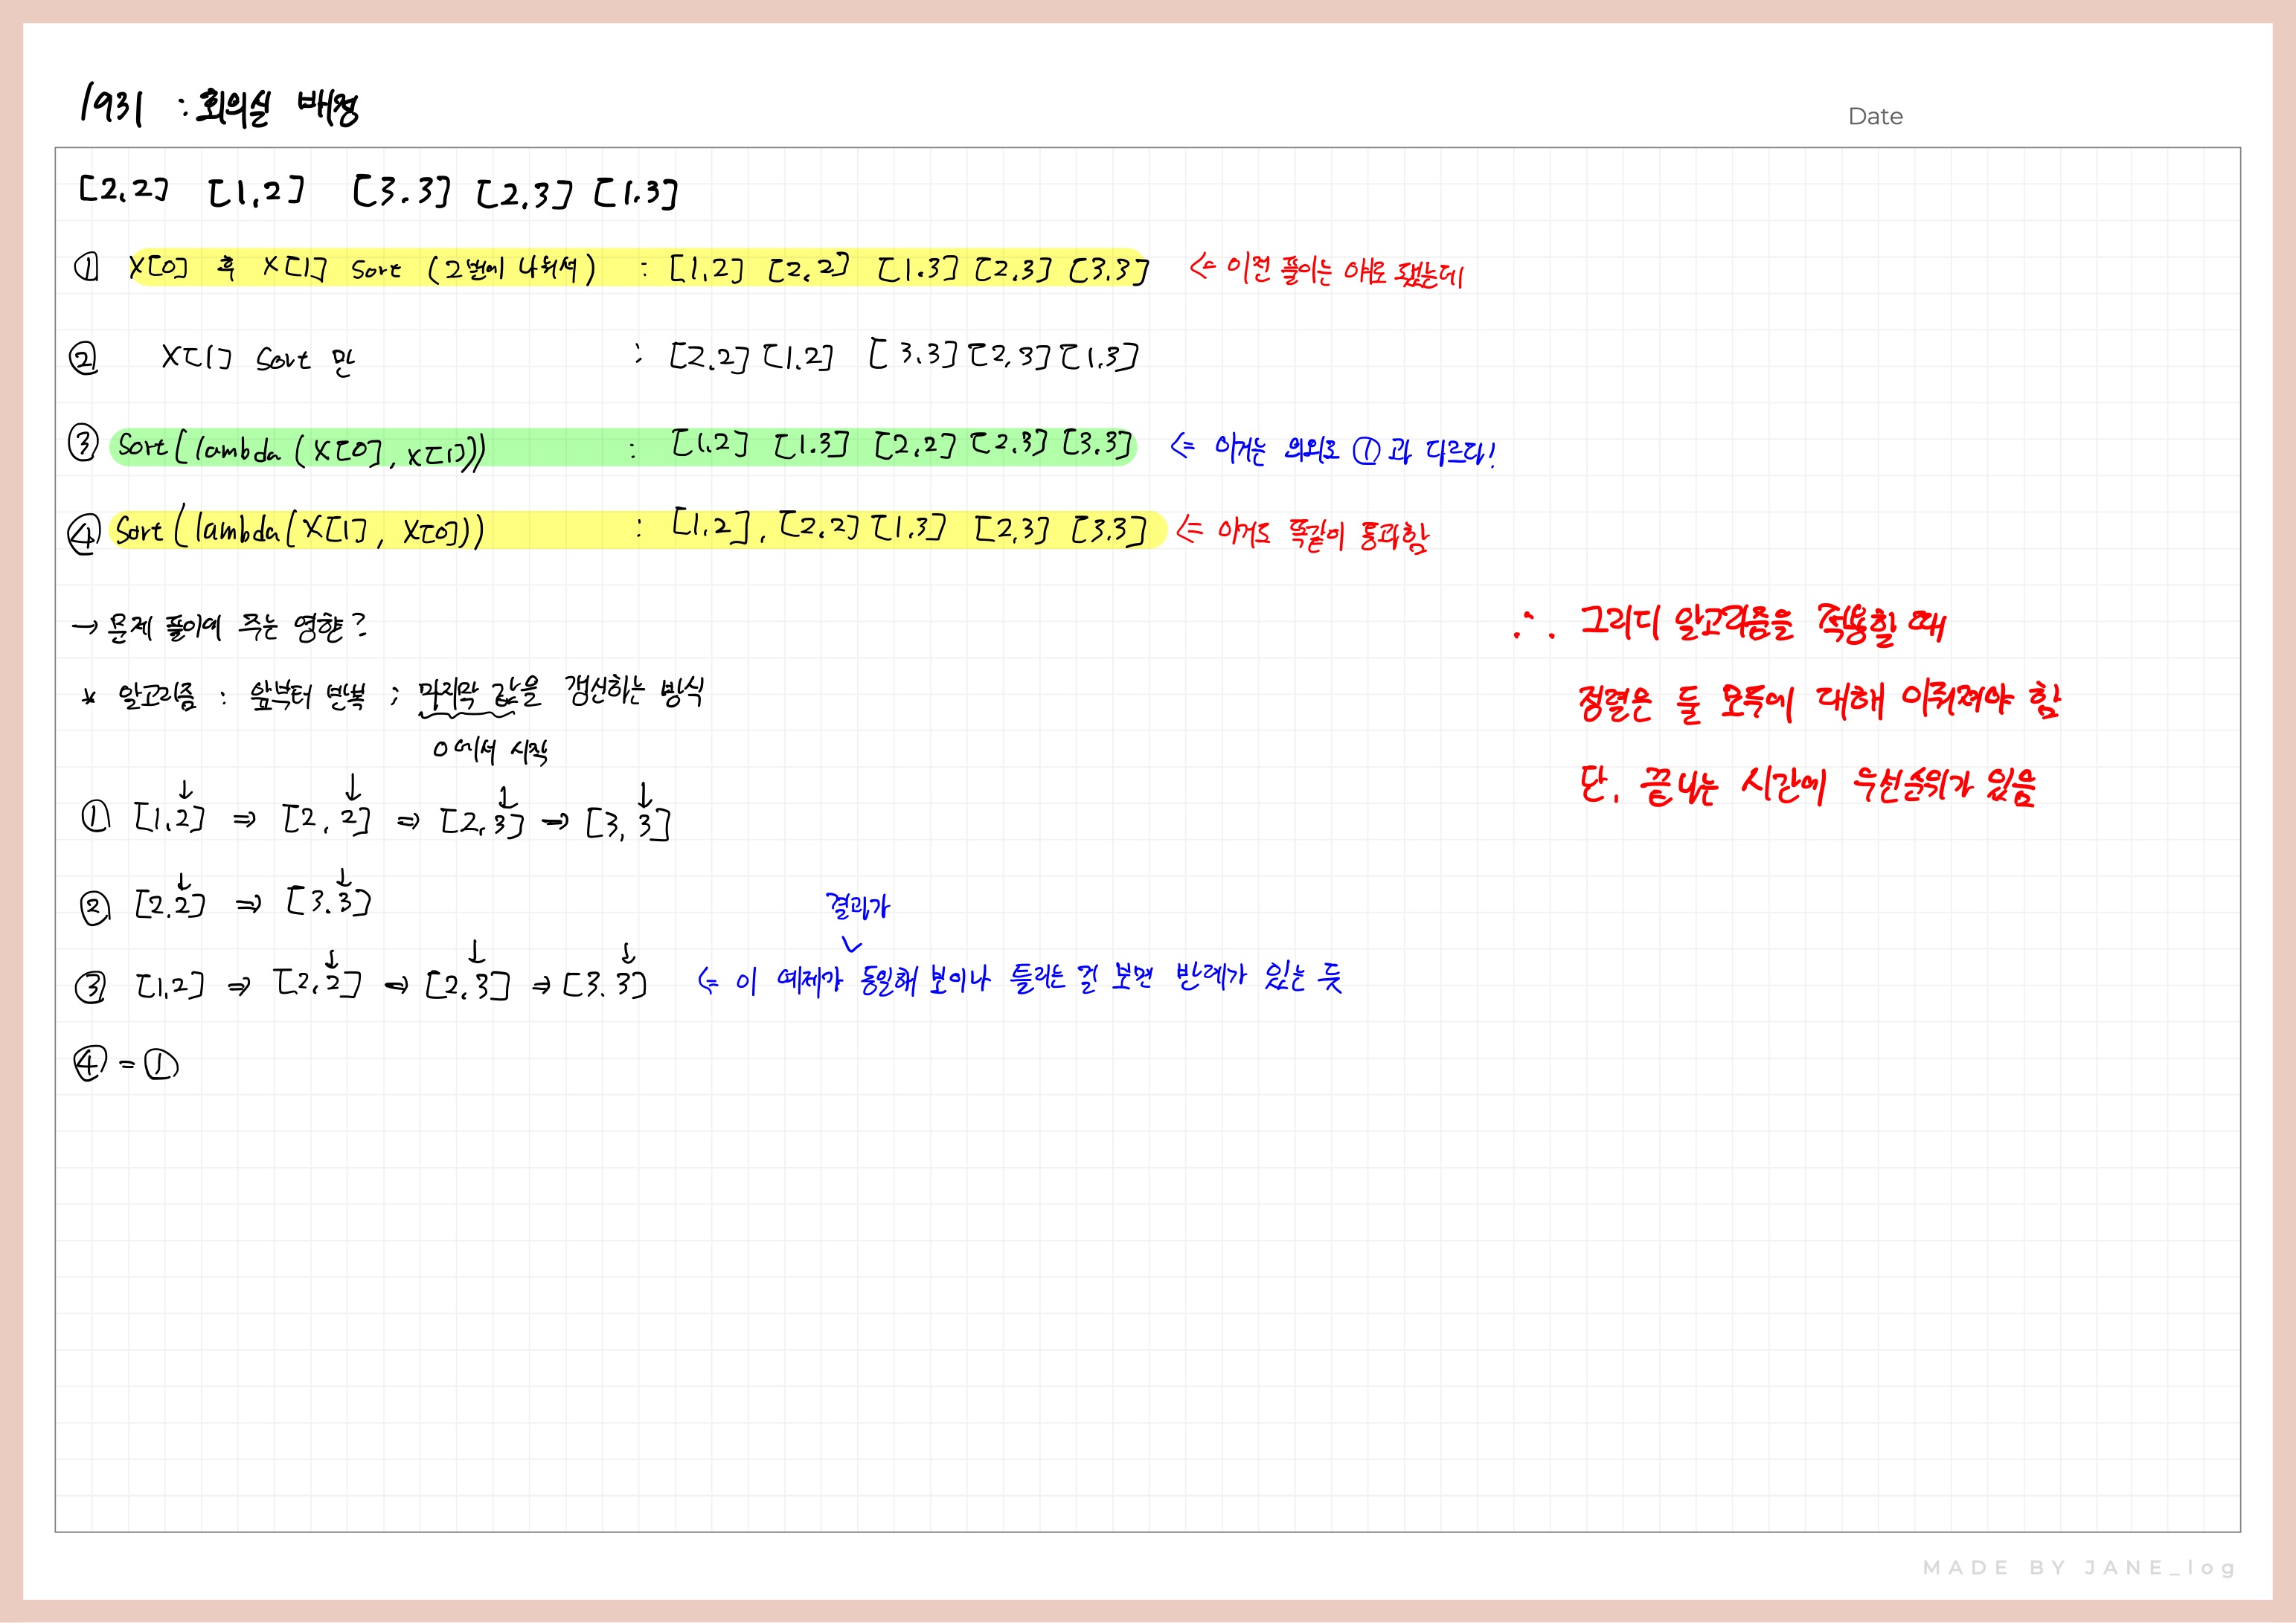 1931 : 회의실 배정
Date
[2,2] [1,2] [3.3] [2,3] [1.3]
① X[0] 후 X[1] Sort (2번에 나눠서) : [1,2] [2,2] [1.3] [2,3] [3.3] ⇐ 이전 풀이는 얘로 됐는데
② X[1] Sort 만 : [2.2] [1.2] [3.3] [2,3] [1.3]
③ Sort(lambda (X[0], X[1])) : [1,2] [1.3] [2,2] [2.3] [3.3] ⇐ 이거는 의외로 ①과 다르다!
④ Sort(lambda(X[1], X[0])) : [1,2], [2.2] [1.3] [2,3] [3.3] ⇐ 이거도 똑같이 통과함
→ 문제 풀이에 주는 영향?
* 알고리즘 : 앞부터 반복 ; 마지막 값을 갱신하는 방식
0에서 시작
① [1,2] ⇒ [2,2] ⇒ [2,3] → [3,3]
② [2.2] ⇒ [3.3]
③ [1,2] ⇒ [2,2] ⇒ [2,3] ⇒ [3.3] ⇐ 이 예제가 결과가 동일해 보이나 틀리는 걸 보면 반례가 있는 듯
④ = ①
∴ 그리디 알고리즘을 적용할 때
정렬은 둘 모두에 대해 이뤄져야 함
단, 끝나는 시간에 우선순위가 있음
MADE BY JANE_log